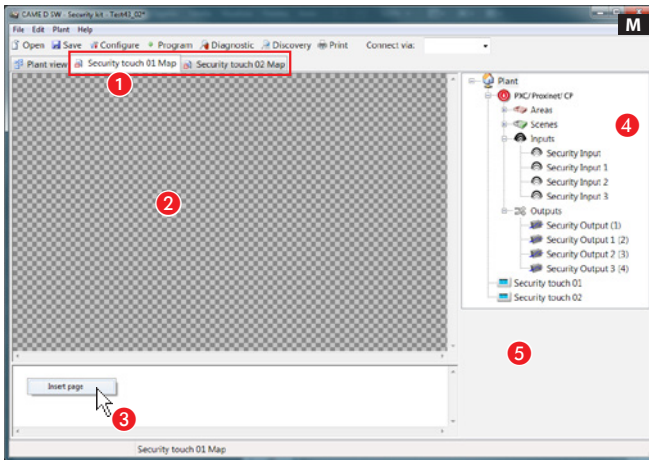 CAME D SW - Security kit - Test43_02*
M
File Edit Plant Help
Open Save Configure Program Diagnostic Discovery Print Connect via:
Plant view Security touch 01 Map Security touch 02 Map
1
Plant
PXC/Proxinet/CP
Areas
4
Scenes
Inputs
Security Input
Security Input 1
Security Input 2
2
Security Input 3
Outputs
Security Output (1)
Security Output 1 (2)
Security Output 2 (3)
Security Output 3 (4)
Security touch 01
Security touch 02
5
Inset page
3
Security touch 01 Map